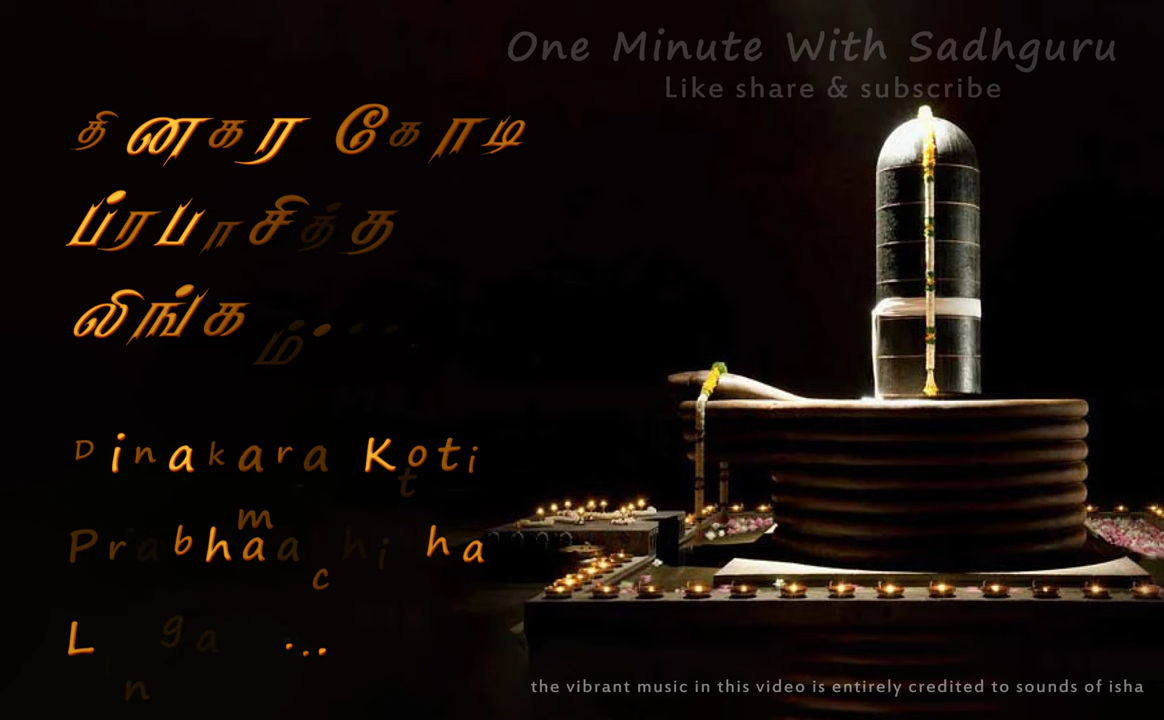 One Minute With Sadhguru
Like share & subscribe
தினகர கோடி
ப்ரபாசித்த
லிங்கம்...
Dinakara Koti
Prabhaachitha
Lingam...
the vibrant music in this video is entirely credited to sounds of isha